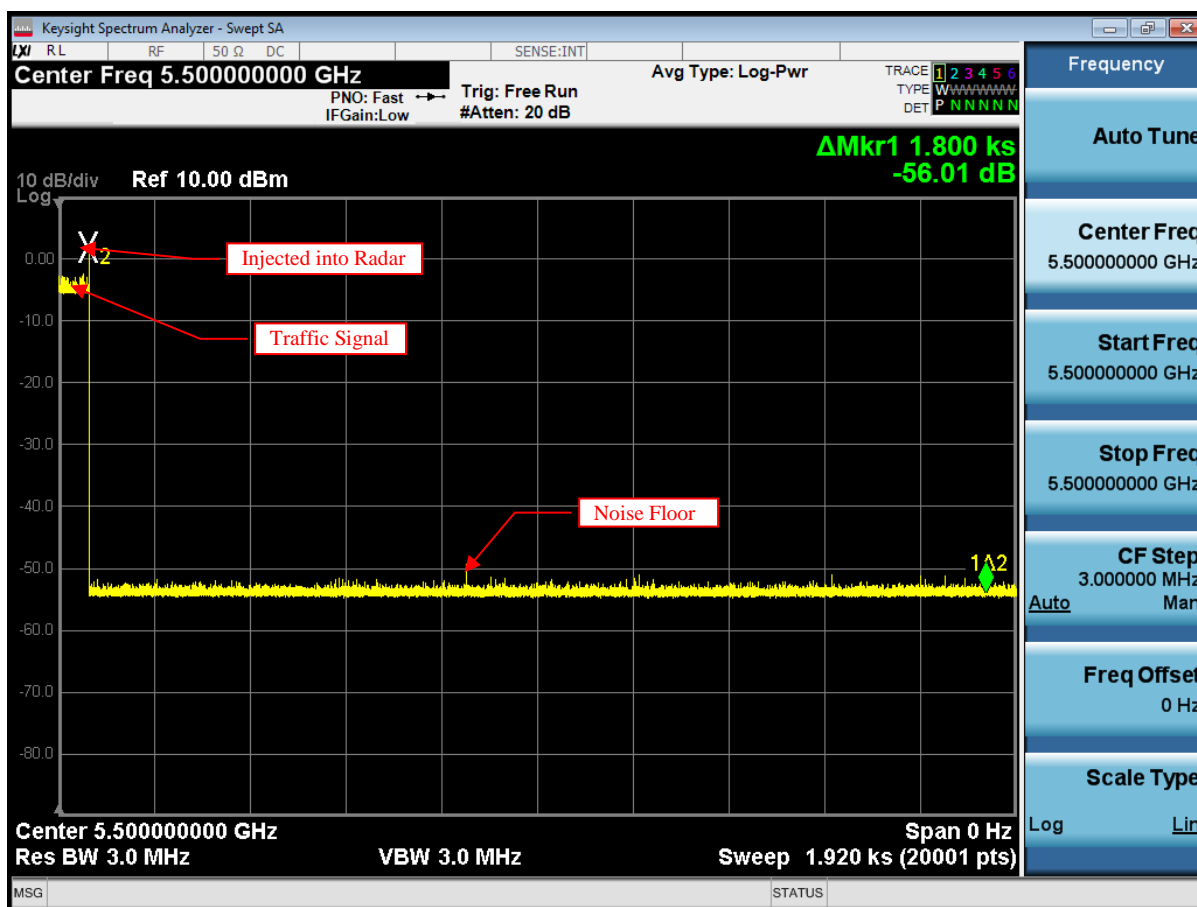 Keysight Spectrum Analyzer - Swept SA
LXI RL RF 50 Ω DC SENSE:INT
Center Freq 5.500000000 GHz
PNO: Fast
IFGain:Low
Trig: Free Run
#Atten: 20 dB
Avg Type: Log-Pwr
TRACE 1 2 3 4 5 6
TYPE WWWWWWW
DET P N N N N N
ΔMkr1 1.800 ks
-56.01 dB
10 dB/div
Log
Ref 10.00 dBm
0.00
-10.0
-20.0
-30.0
-40.0
-50.0
-60.0
-70.0
-80.0
2
Injected into Radar
Traffic Signal
Noise Floor
1Δ2
Center 5.500000000 GHz
Span 0 Hz
Res BW 3.0 MHz
VBW 3.0 MHz
Sweep 1.920 ks (20001 pts)
MSG
STATUS
Frequency
Auto Tune
Center Freq
5.500000000 GHz
Start Freq
5.500000000 GHz
Stop Freq
5.500000000 GHz
CF Step
3.000000 MHz
Auto Man
Freq Offset
0 Hz
Scale Type
Log Lin